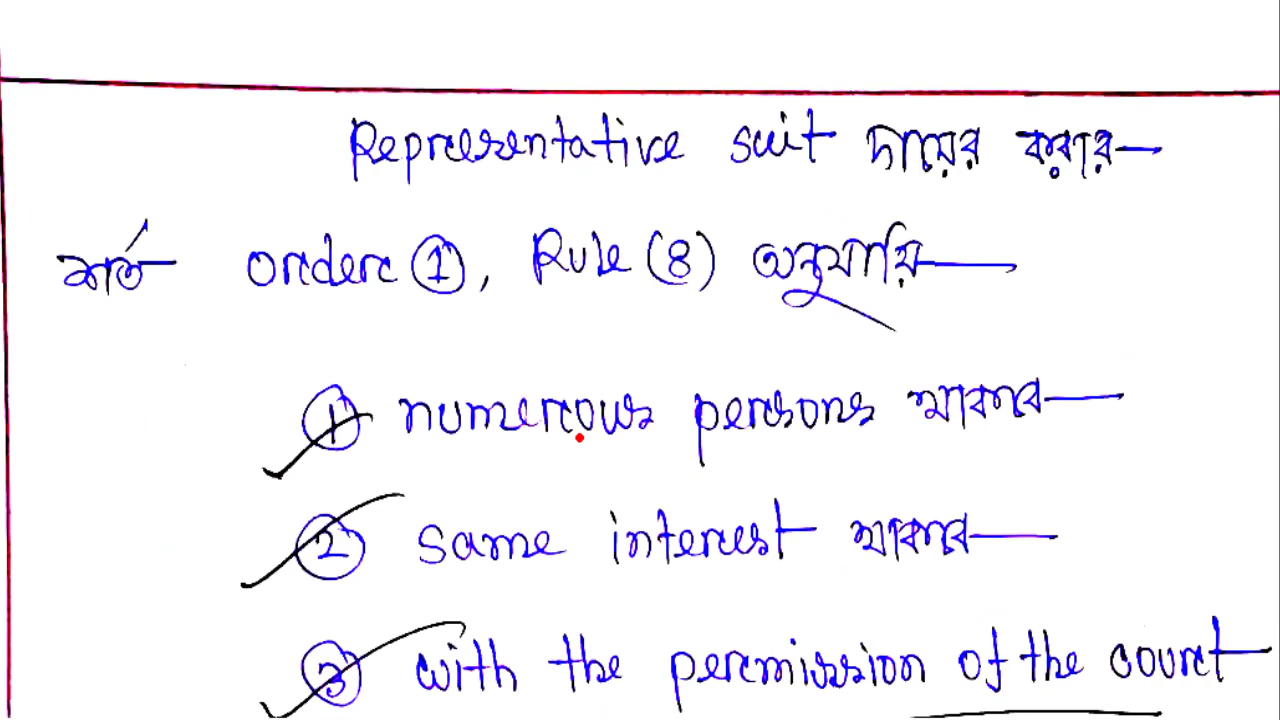 Representative suit দায়ের করার—
শর্ত order ①, Rule (8) অনুযায়ি—
① numerous persons থাকবে—
② same interest থাকবে—
③ with the permission of the court—